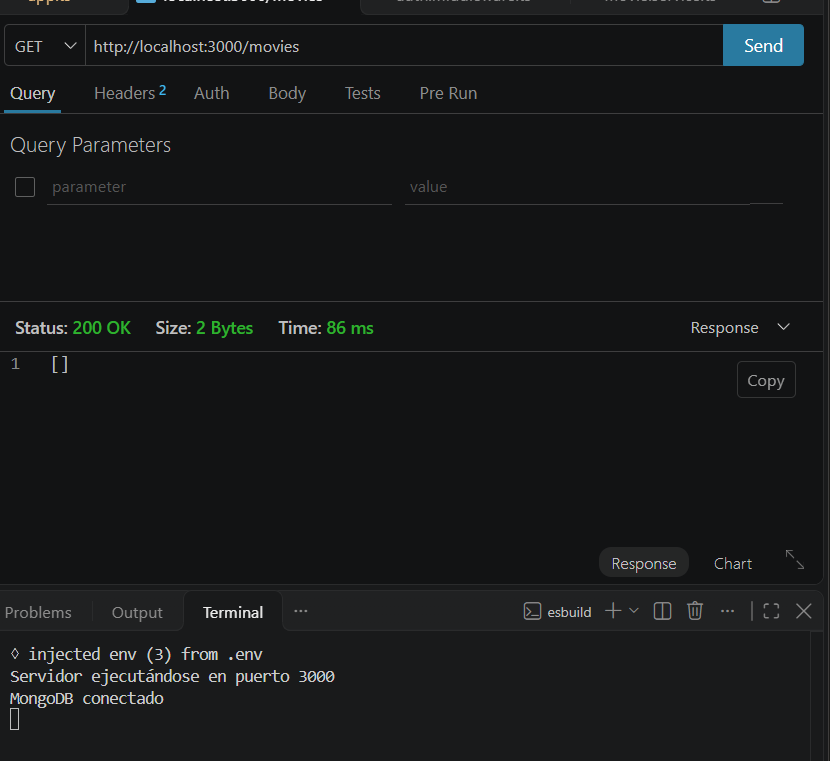 GET http://localhost:3000/movies Send
Query Headers 2 Auth Body Tests Pre Run
Query Parameters
parameter value
Status: 200 OK Size: 2 Bytes Time: 86 ms Response
1 []
Copy
Response Chart
Problems Output Terminal ... esbuild ...
◊ injected env (3) from .env
Servidor ejecutándose en puerto 3000
MongoDB conectado